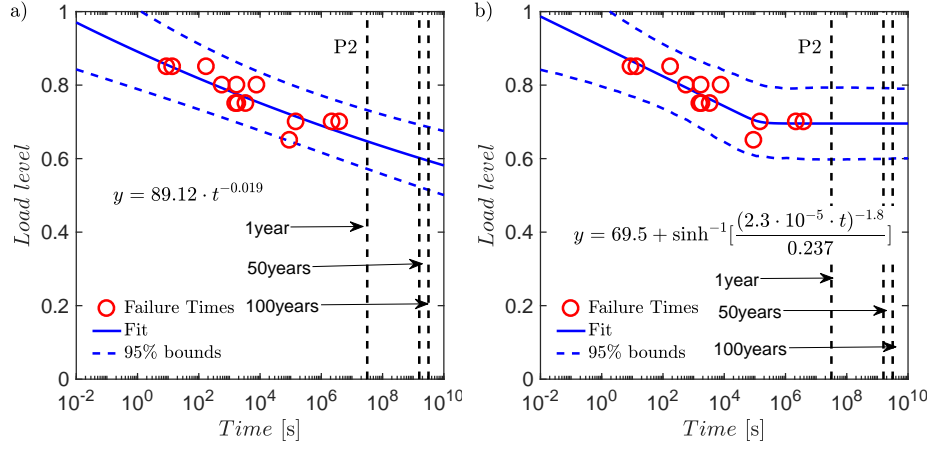 a)
P2
1
0.8
0.6
0.4
0.2
0
Load level
y = 89.12 · t^{-0.019}
1year
50years
100years
Failure Times
Fit
95% bounds
10^{-2} 10^0 10^2 10^4 10^6 10^8 10^{10}
Time [s]
b)
P2
1
0.8
0.6
0.4
0.2
0
Load level
y = 69.5 + sinh^{-1}[\frac{(2.3 · 10^{-5} · t)^{-1.8}}{0.237}]
1year
50years
100years
Failure Times
Fit
95% bounds
10^{-2} 10^0 10^2 10^4 10^6 10^8 10^{10}
Time [s]